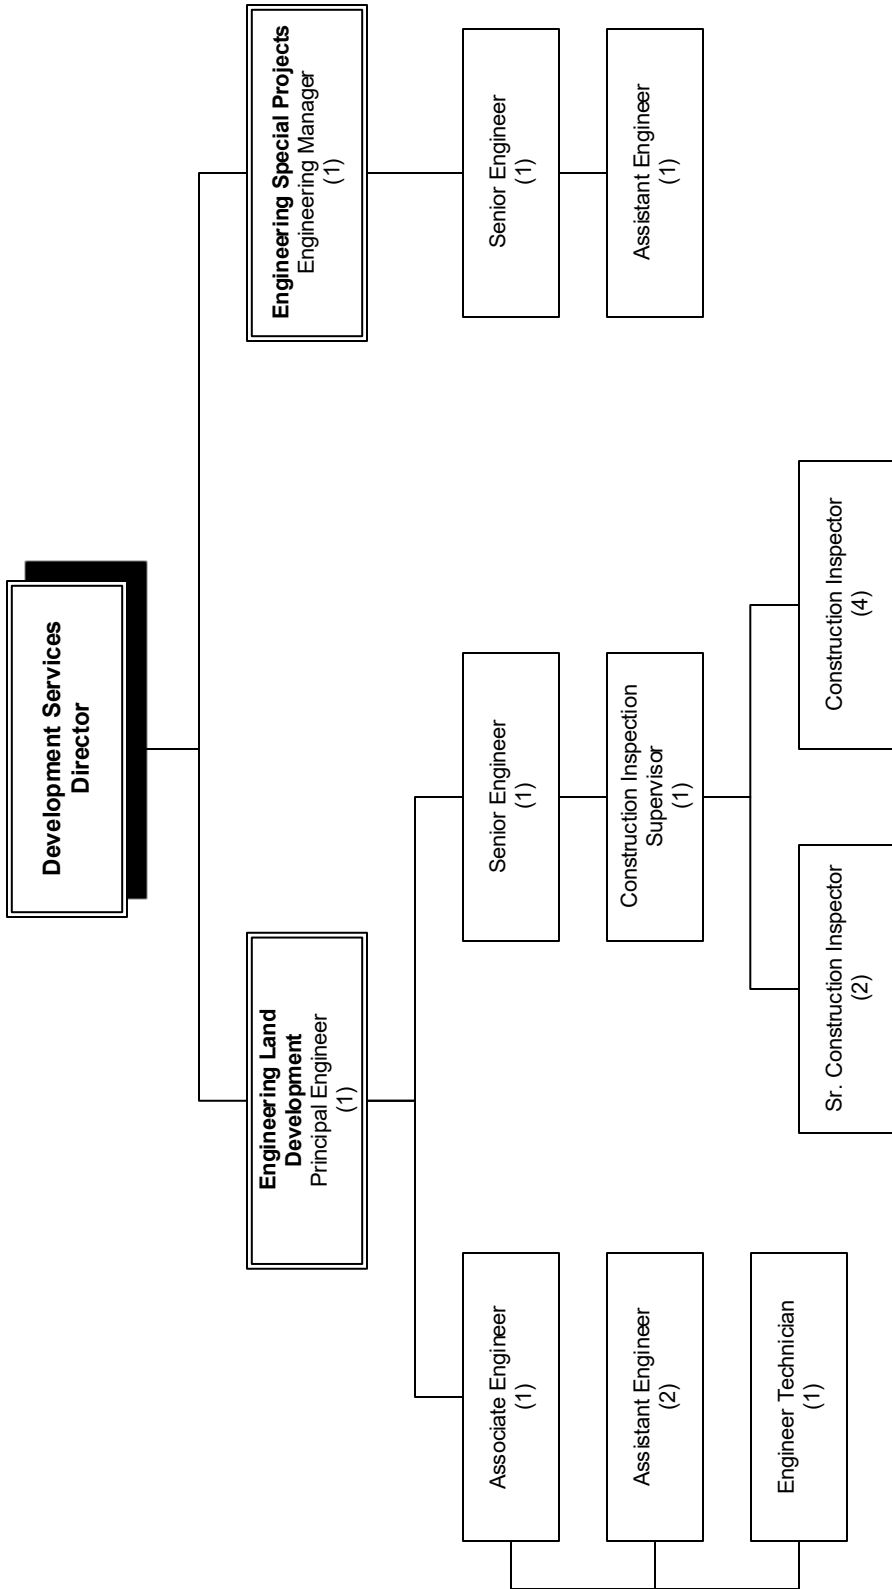 Development Services
Director
Engineering Land
Development
Principal Engineer
(1)
Engineering Special Projects
Engineering Manager
(1)
Associate Engineer
(1)
Senior Engineer
(1)
Senior Engineer
(1)
Assistant Engineer
(2)
Construction Inspection
Supervisor
(1)
Assistant Engineer
(1)
Engineer Technician
(1)
Sr. Construction Inspector
(2)
Construction Inspector
(4)